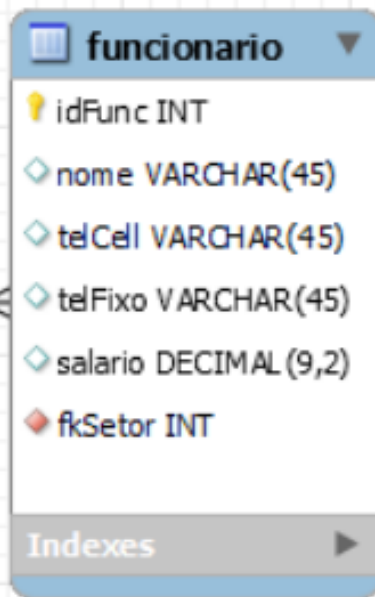 funcionario
idFunc INT
nome VARCHAR(45)
telCell VARCHAR(45)
telFixo VARCHAR(45)
salario DECIMAL(9,2)
fkSetor INT
Indexes